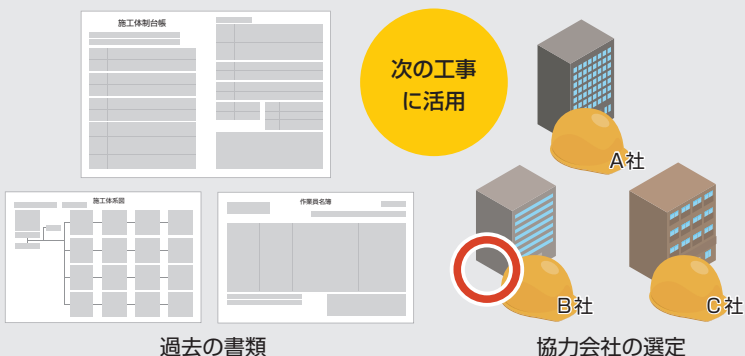 施工体制台帳
次の工事
に活用
A社
施工体系図
作業員名簿
B社
C社
過去の書類
協力会社の選定